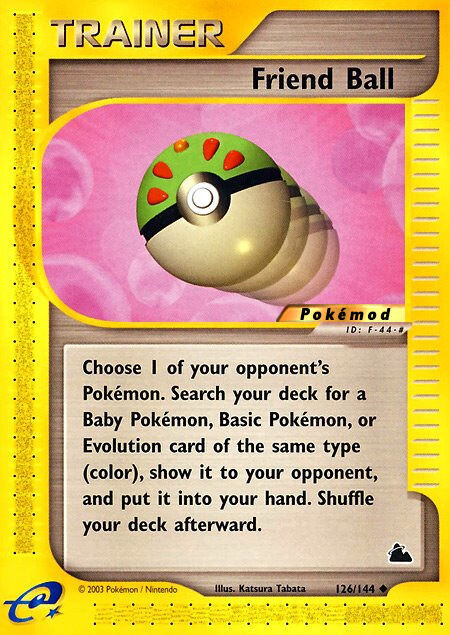 TRAINER
Friend Ball
Pokémod
ID: F-44-#
Choose 1 of your opponent's
Pokémon. Search your deck for a
Baby Pokémon, Basic Pokémon, or
Evolution card of the same type
(color), show it to your opponent,
and put it into your hand. Shuffle
your deck afterward.
© 2003 Pokémon / Nintendo
Illus. Katsura Tabata
126/144 ◆
e